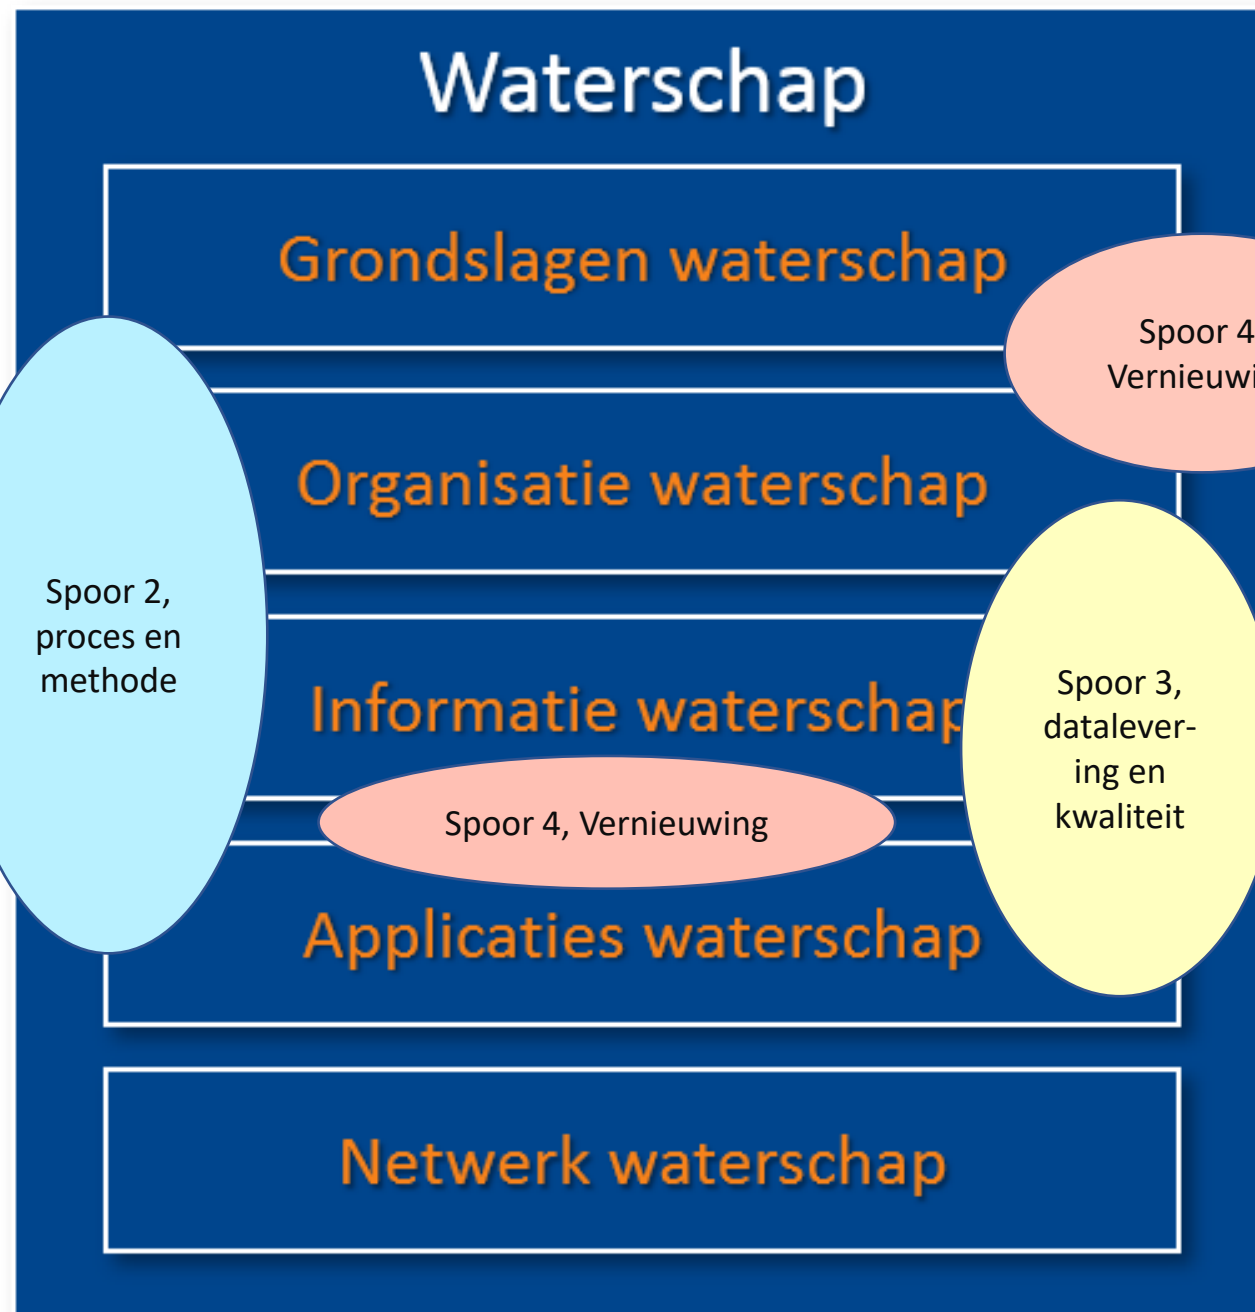 Waterschap
Grondslagen waterschap
Spoor 4
Organisatie waterschap
Spoor 2,
proces en
methode
Informatie
Spoor 3,
datalever-
ing en
kwaliteit
Spoor 4, Vernieuwing
Applicaties waterschap
Netwerk waterschap